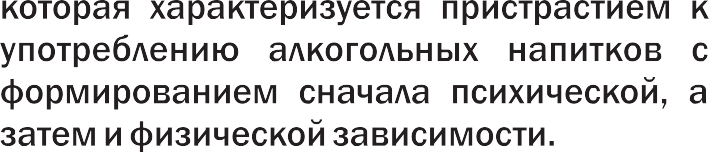 которая характеризуется пристрастием к
употреблению алкогольных напитков с
формированием сначала психической, а
затем и физической зависимости.